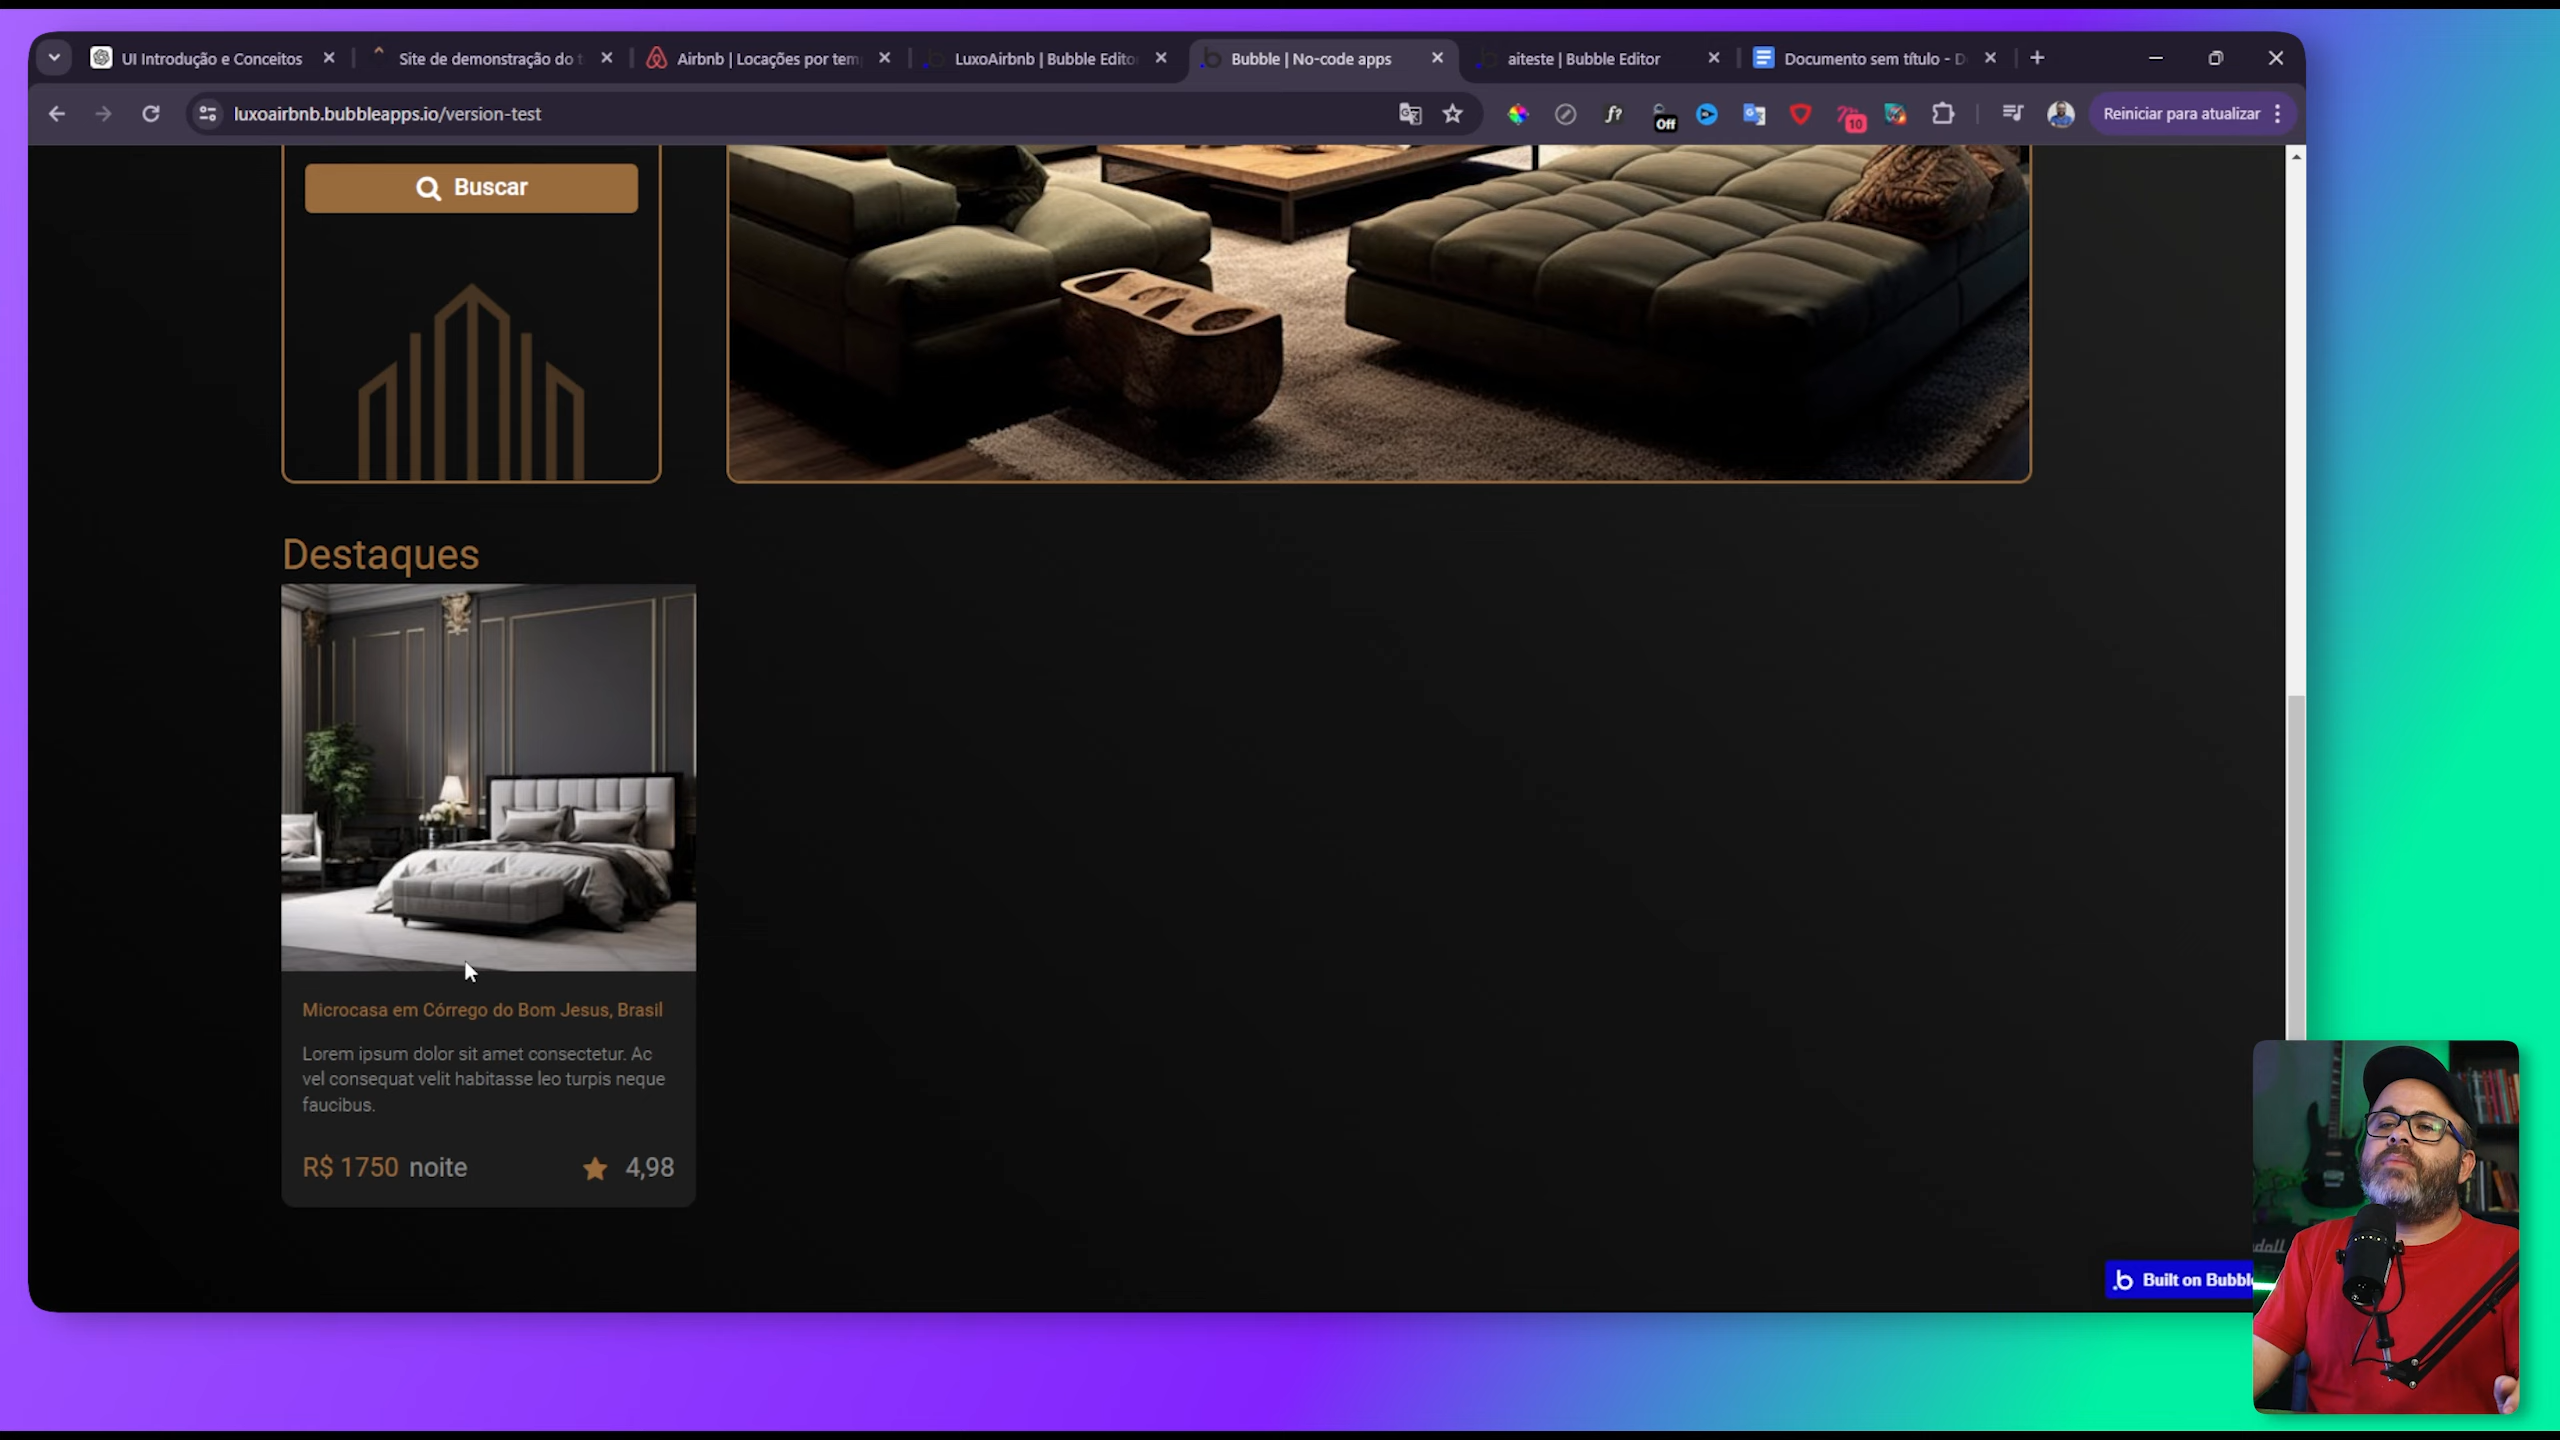 UI Introdução e Conceitos
Site de demonstração do t
Airbnb | Locações por tem
LuxoAirbnb | Bubble Edito
Bubble | No-code apps
aiteste | Bubble Editor
Documento sem título - D
luxoairbnb.bubbleapps.io/version-test
f?
Off
10
Reiniciar para atualizar
Buscar
Destaques
Microcasa em Córrego do Bom Jesus, Brasil
Lorem ipsum dolor sit amet consectetur. Ac
vel consequat velit habitasse leo turpis neque
faucibus.
R$ 1750 noite
4,98
Built on Bubble